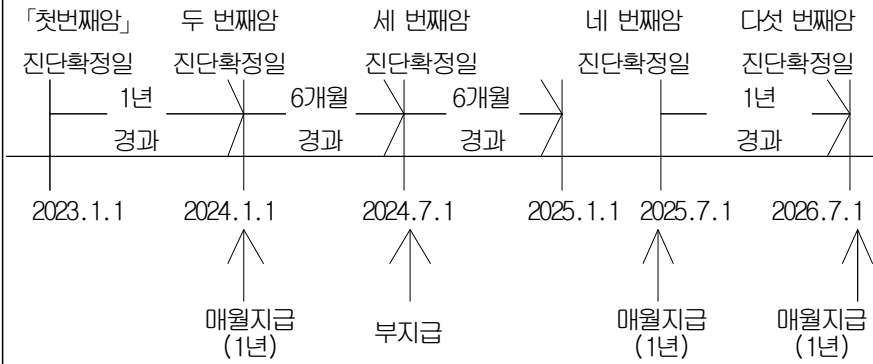 「첫번째암」 두 번째암 세 번째암 네 번째암 다섯 번째암
진단확정일 진단확정일 진단확정일 진단확정일 진단확정일
1년 6개월 6개월 1년
경과 경과 경과 경과
2023.1.1 2024.1.1 2024.7.1 2025.1.1 2025.7.1 2026.7.1
매월지급 부지급 매월지급 매월지급
(1년) (1년) (1년)